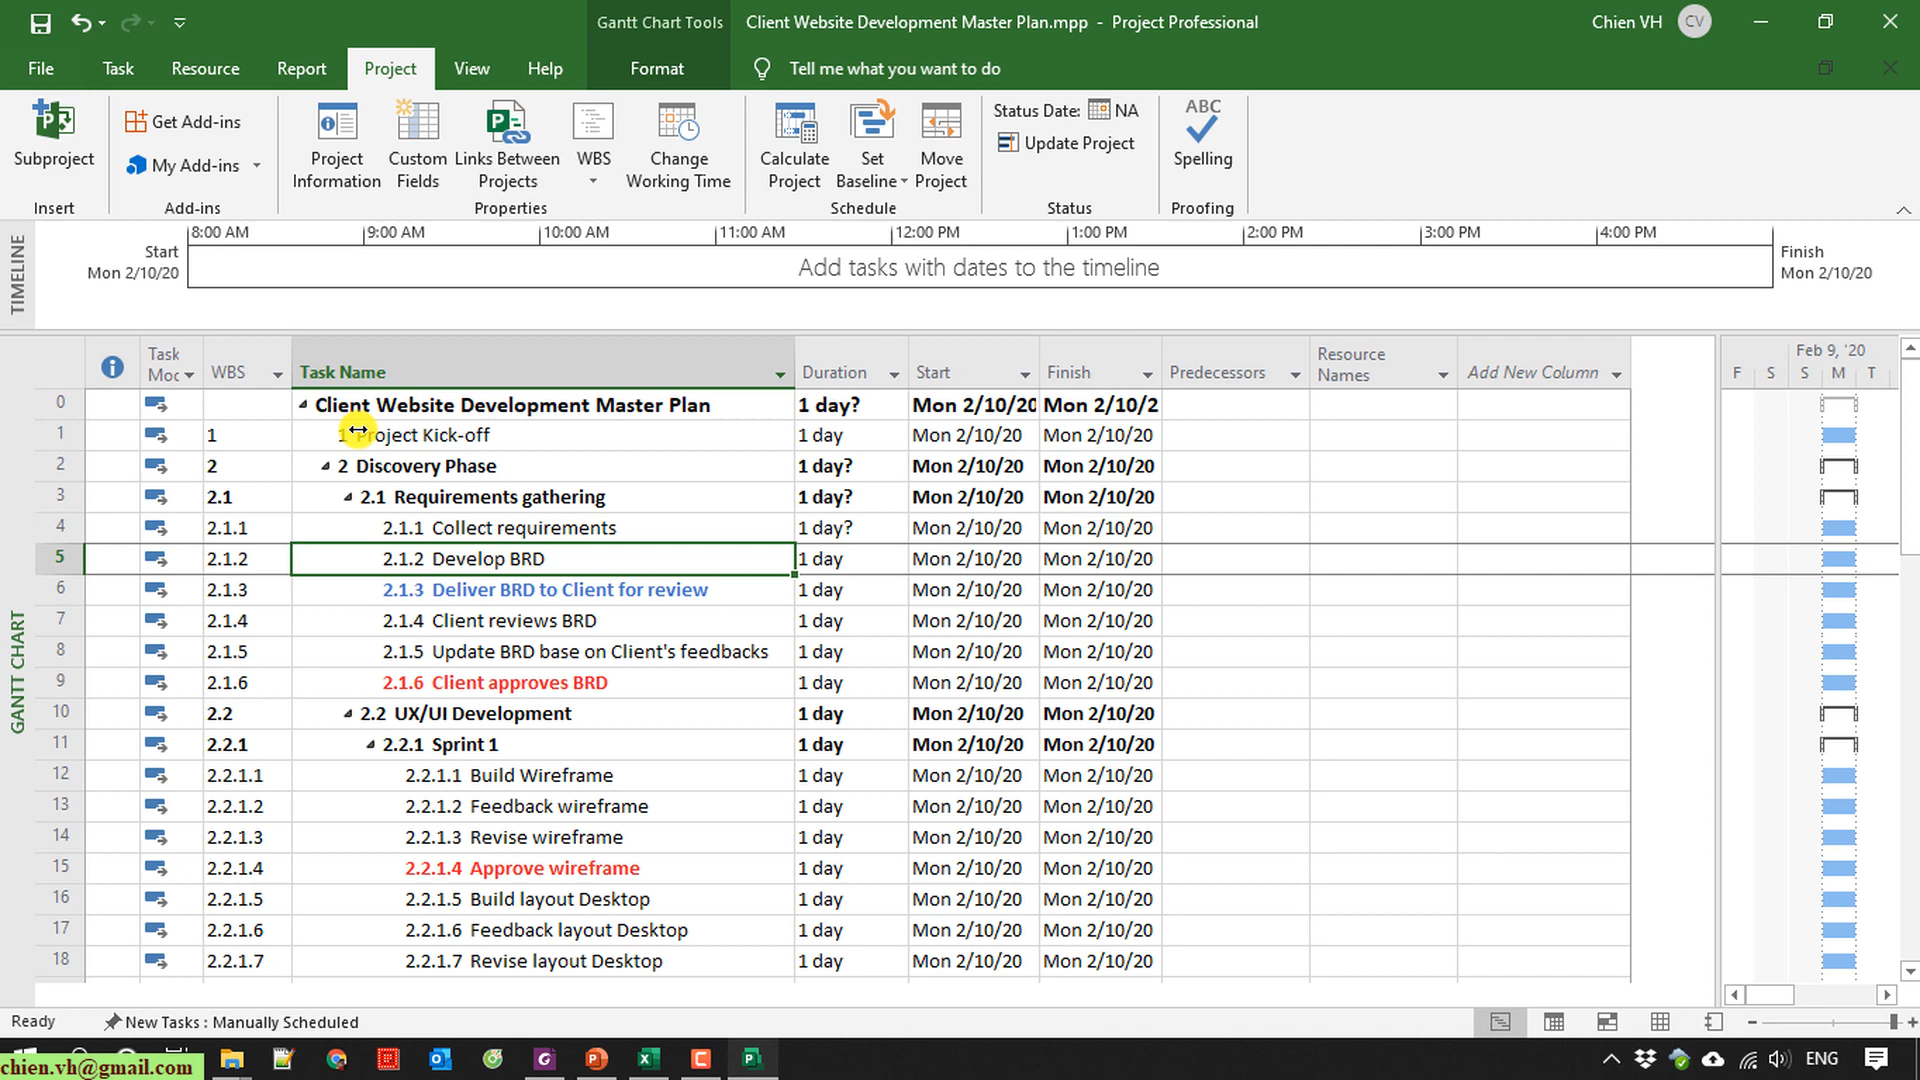 Gantt Chart Tools
Client Website Development Master Plan.mpp - Project Professional
Chien VH
CV
File
Task
Resource
Report
Project
View
Help
Format
Tell me what you want to do
Subproject
Get Add-ins
My Add-ins
Project Information
Custom Fields
Links Between Projects
WBS
Change Working Time
Calculate Project
Set Baseline
Move Project
Status Date: NA
Update Project
ABC
Spelling
Insert
Add-ins
Properties
Schedule
Status
Proofing
TIMELINE
8:00 AM 9:00 AM 10:00 AM 11:00 AM 12:00 PM 1:00 PM 2:00 PM 3:00 PM 4:00 PM
Start
Mon 2/10/20
Add tasks with dates to the timeline
Finish
Mon 2/10/20
GANTT CHART
Task Moc WBS Task Name Duration Start Finish Predecessors Resource Names Add New Column
Feb 9, '20
F S S M T
0 Client Website Development Master Plan 1 day? Mon 2/10/20 Mon 2/10/2
1 1 1 Project Kick-off 1 day Mon 2/10/20 Mon 2/10/20
2 2 2 Discovery Phase 1 day? Mon 2/10/20 Mon 2/10/20
3 2.1 2.1 Requirements gathering 1 day? Mon 2/10/20 Mon 2/10/20
4 2.1.1 2.1.1 Collect requirements 1 day? Mon 2/10/20 Mon 2/10/20
5 2.1.2 2.1.2 Develop BRD 1 day Mon 2/10/20 Mon 2/10/20
6 2.1.3 2.1.3 Deliver BRD to Client for review 1 day Mon 2/10/20 Mon 2/10/20
7 2.1.4 2.1.4 Client reviews BRD 1 day Mon 2/10/20 Mon 2/10/20
8 2.1.5 2.1.5 Update BRD base on Client's feedbacks 1 day Mon 2/10/20 Mon 2/10/20
9 2.1.6 2.1.6 Client approves BRD 1 day Mon 2/10/20 Mon 2/10/20
10 2.2 2.2 UX/UI Development 1 day Mon 2/10/20 Mon 2/10/20
11 2.2.1 2.2.1 Sprint 1 1 day Mon 2/10/20 Mon 2/10/20
12 2.2.1.1 2.2.1.1 Build Wireframe 1 day Mon 2/10/20 Mon 2/10/20
13 2.2.1.2 2.2.1.2 Feedback wireframe 1 day Mon 2/10/20 Mon 2/10/20
14 2.2.1.3 2.2.1.3 Revise wireframe 1 day Mon 2/10/20 Mon 2/10/20
15 2.2.1.4 2.2.1.4 Approve wireframe 1 day Mon 2/10/20 Mon 2/10/20
16 2.2.1.5 2.2.1.5 Build layout Desktop 1 day Mon 2/10/20 Mon 2/10/20
17 2.2.1.6 2.2.1.6 Feedback layout Desktop 1 day Mon 2/10/20 Mon 2/10/20
18 2.2.1.7 2.2.1.7 Revise layout Desktop 1 day Mon 2/10/20 Mon 2/10/20
Ready
New Tasks : Manually Scheduled
chien.vh@gmail.com
ENG